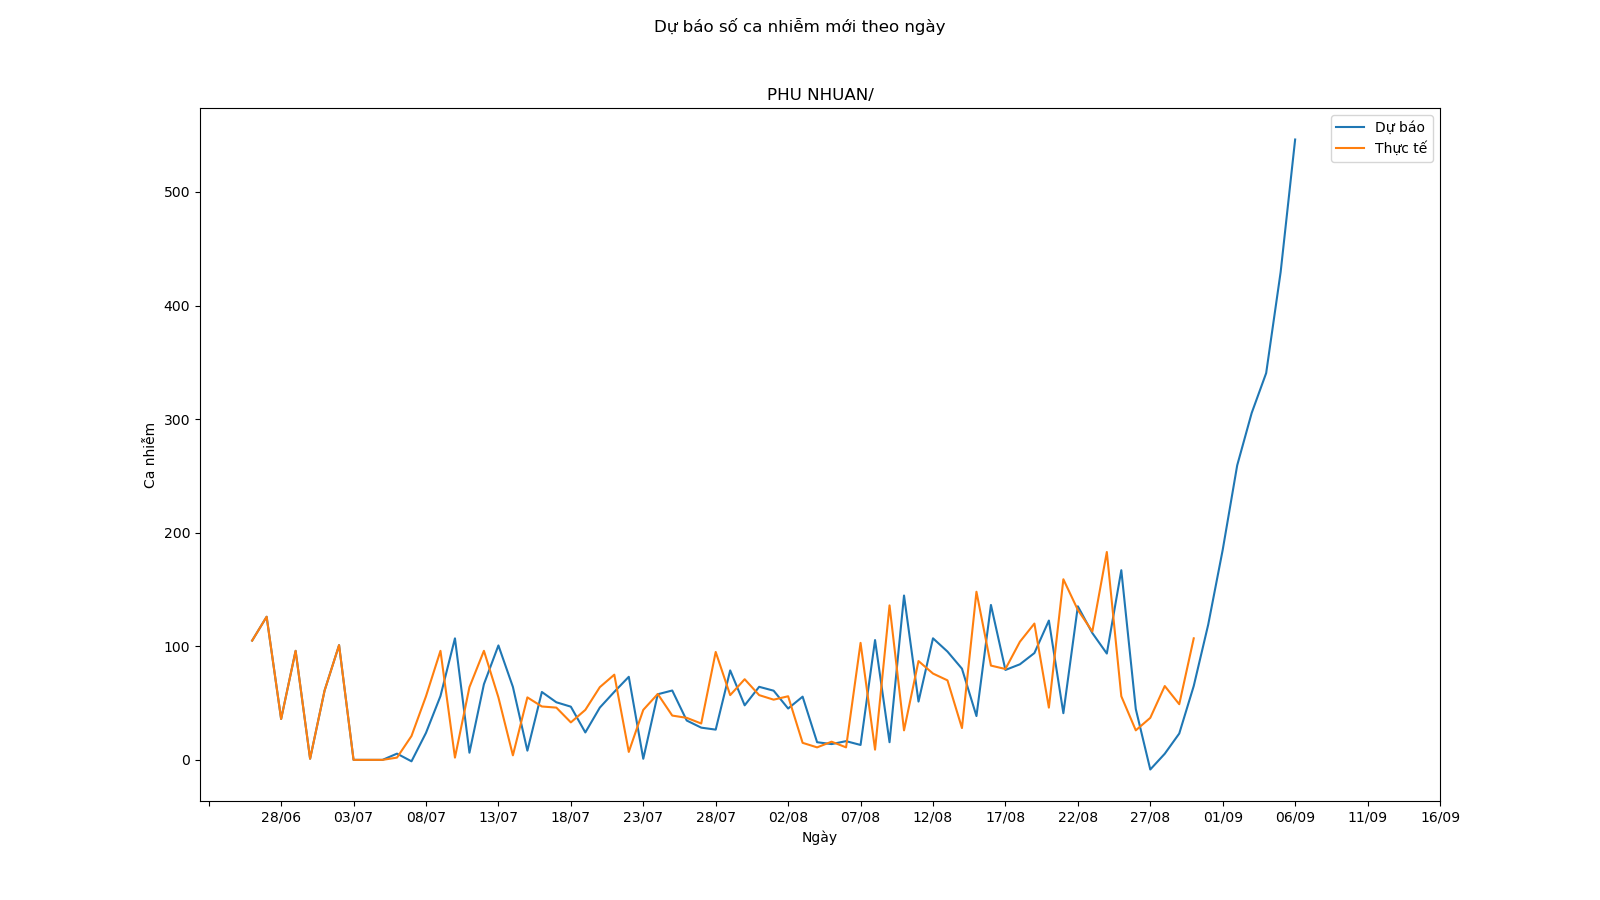 Dự báo số ca nhiễm mới theo ngày
PHU NHUAN/
Dự báo
Thực tế
500
400
300
200
100
0
Ca nhiễm
28/06 03/07 08/07 13/07 18/07 23/07 28/07 02/08 07/08 12/08 17/08 22/08 27/08 01/09 06/09 11/09 16/09
Ngày